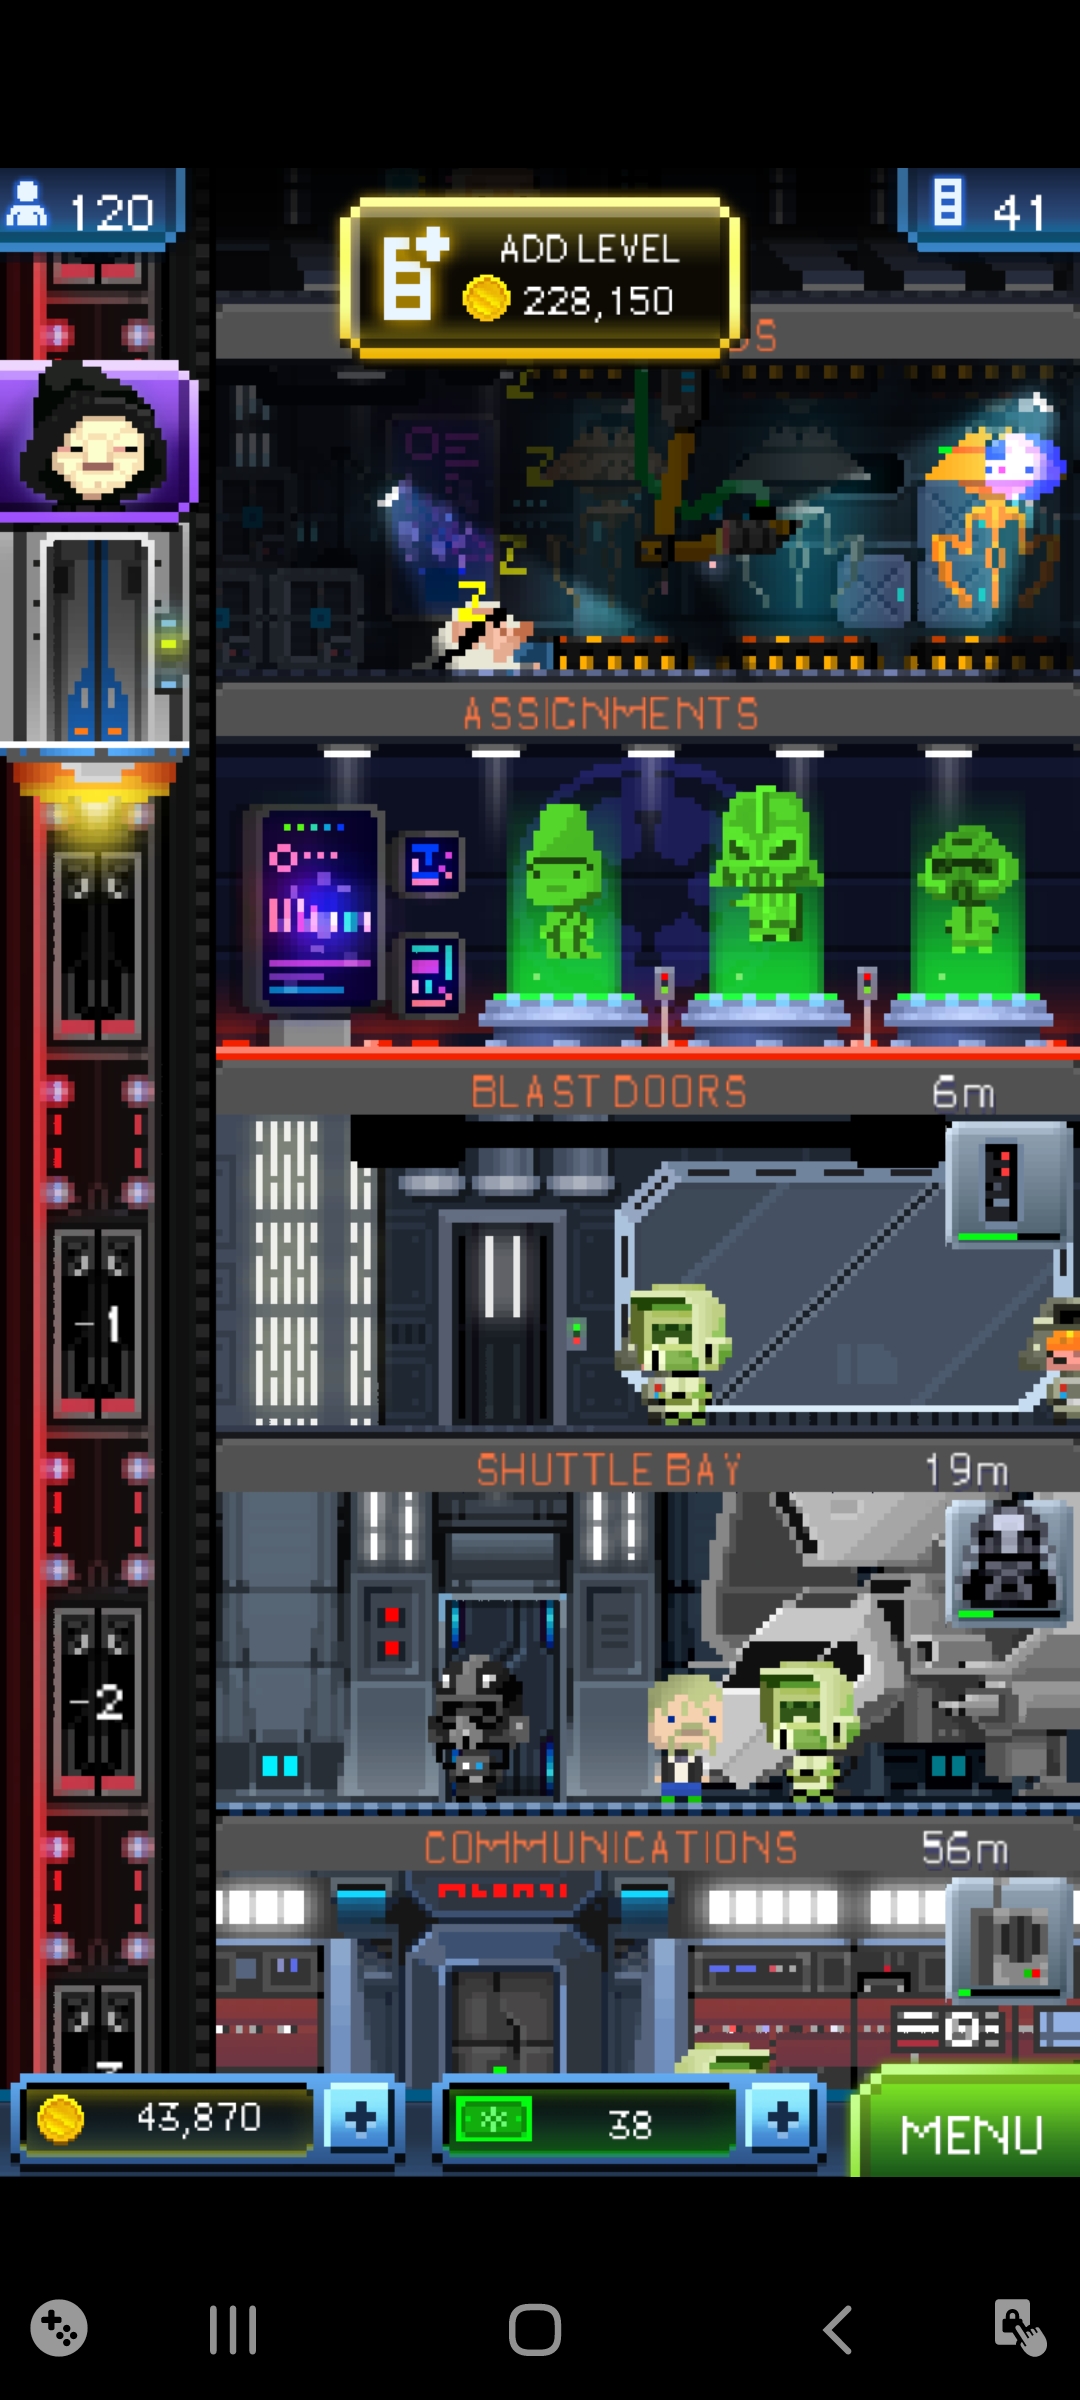 120
ADD LEVEL
228,150
41
DS
Z
Z
Z
Z
ASSIGNMENTS
BLAST DOORS 6m
-1
SHUTTLE BAY 19m
-2
COMMUNICATIONS 56m
43,870
38
MENU